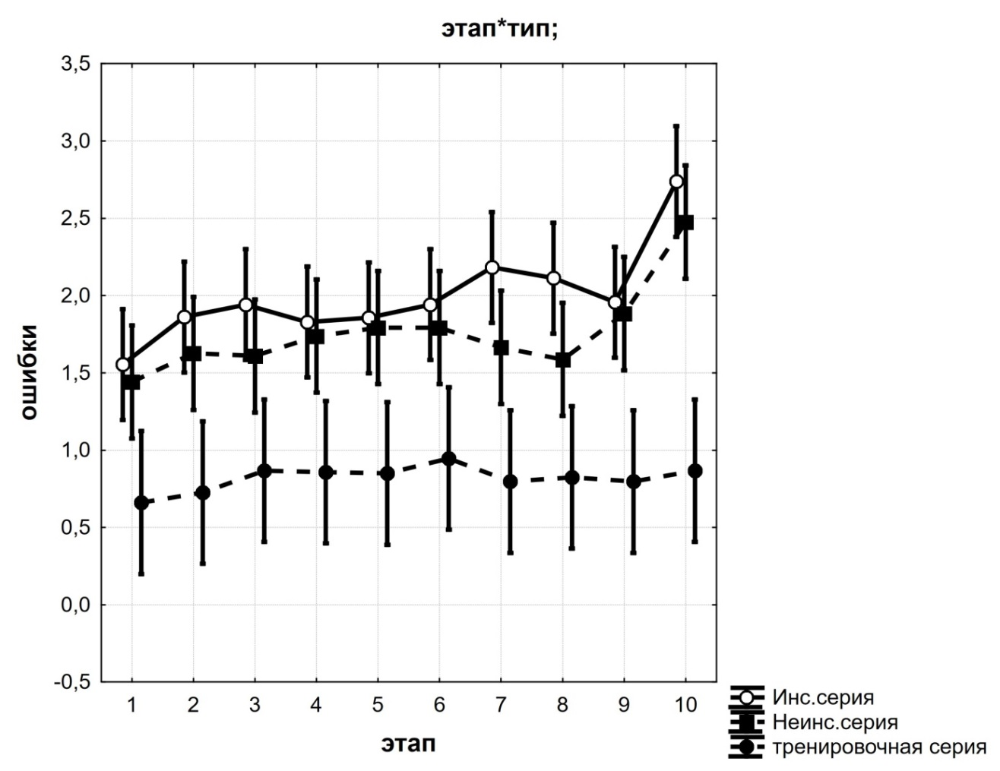 этап*тип;
3,5
3,0
2,5
2,0
1,5
1,0
0,5
0,0
-0,5
ошибки
1 2 3 4 5 6 7 8 9 10
этап
Инс.серия
Неинс.серия
тренировочная серия